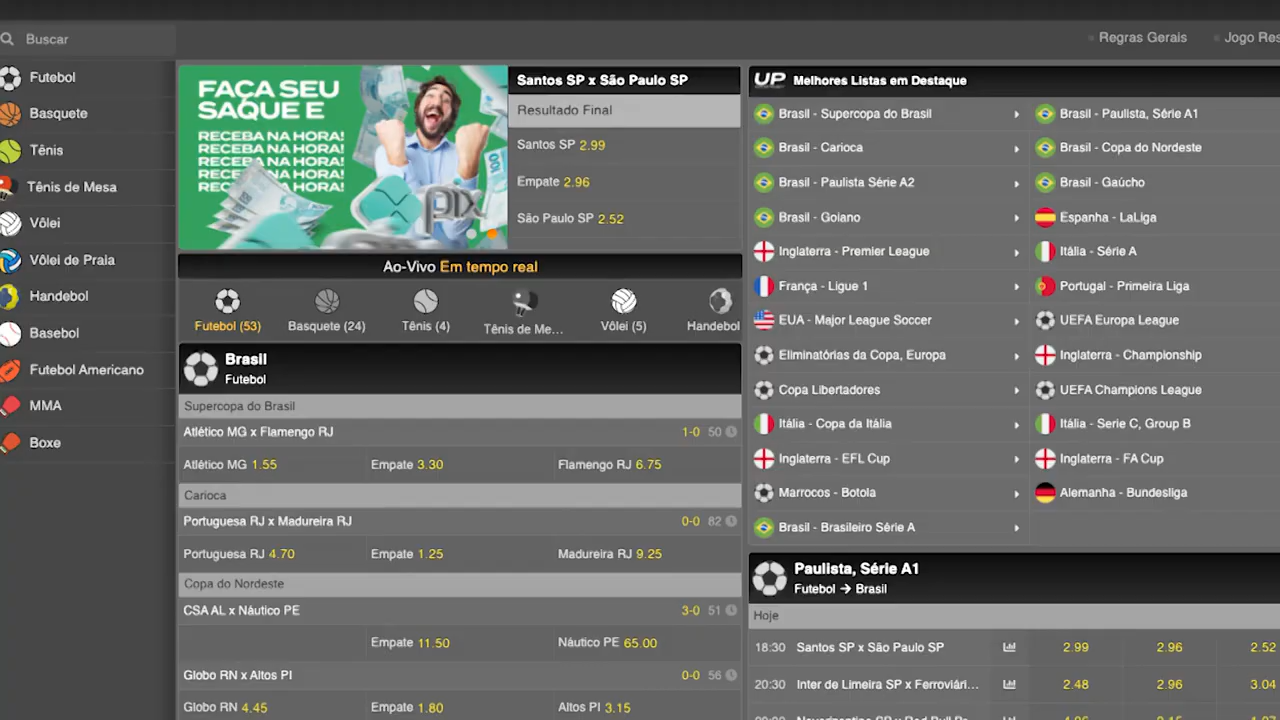 Buscar
Regras Gerais
Jogo Res
Futebol
Basquete
Tênis
Tênis de Mesa
Vôlei
Vôlei de Praia
Handebol
Basebol
Futebol Americano
MMA
Boxe
FAÇA SEU
SAQUE E
RECEBA NA HORA!
RECEBA NA HORA!
RECEBA NA HORA!
RECEBA NA HORA!
RECEBA NA HORA!
pix
Santos SP x São Paulo SP
Resultado Final
Santos SP 2.99
Empate 2.96
São Paulo SP 2.52
Ao-Vivo Em tempo real
Futebol (53)
Basquete (24)
Tênis (4)
Tênis de Me...
Vôlei (5)
Handebol
Brasil
Futebol
Supercopa do Brasil
Atlético MG x Flamengo RJ 1-0 50
Atlético MG 1.55 Empate 3.30 Flamengo RJ 6.75
Carioca
Portuguesa RJ x Madureira RJ 0-0 82
Portuguesa RJ 4.70 Empate 1.25 Madureira RJ 9.25
Copa do Nordeste
CSA AL x Náutico PE 3-0 51
Empate 11.50 Náutico PE 65.00
Globo RN x Altos PI 0-0 56
Globo RN 4.45 Empate 1.80 Altos PI 3.15
UP Melhores Listas em Destaque
Brasil - Supercopa do Brasil
Brasil - Paulista, Série A1
Brasil - Carioca
Brasil - Copa do Nordeste
Brasil - Paulista Série A2
Brasil - Gaúcho
Brasil - Goiano
Espanha - LaLiga
Inglaterra - Premier League
Itália - Série A
França - Ligue 1
Portugal - Primeira Liga
EUA - Major League Soccer
UEFA Europa League
Eliminatórias da Copa, Europa
Inglaterra - Championship
Copa Libertadores
UEFA Champions League
Itália - Copa da Itália
Itália - Serie C, Group B
Inglaterra - EFL Cup
Inglaterra - FA Cup
Marrocos - Botola
Alemanha - Bundesliga
Brasil - Brasileiro Série A
Paulista, Série A1
Futebol → Brasil
Hoje
18:30 Santos SP x São Paulo SP 2.99 2.96 2.52
20:30 Inter de Limeira SP x Ferroviári... 2.48 2.96 3.04